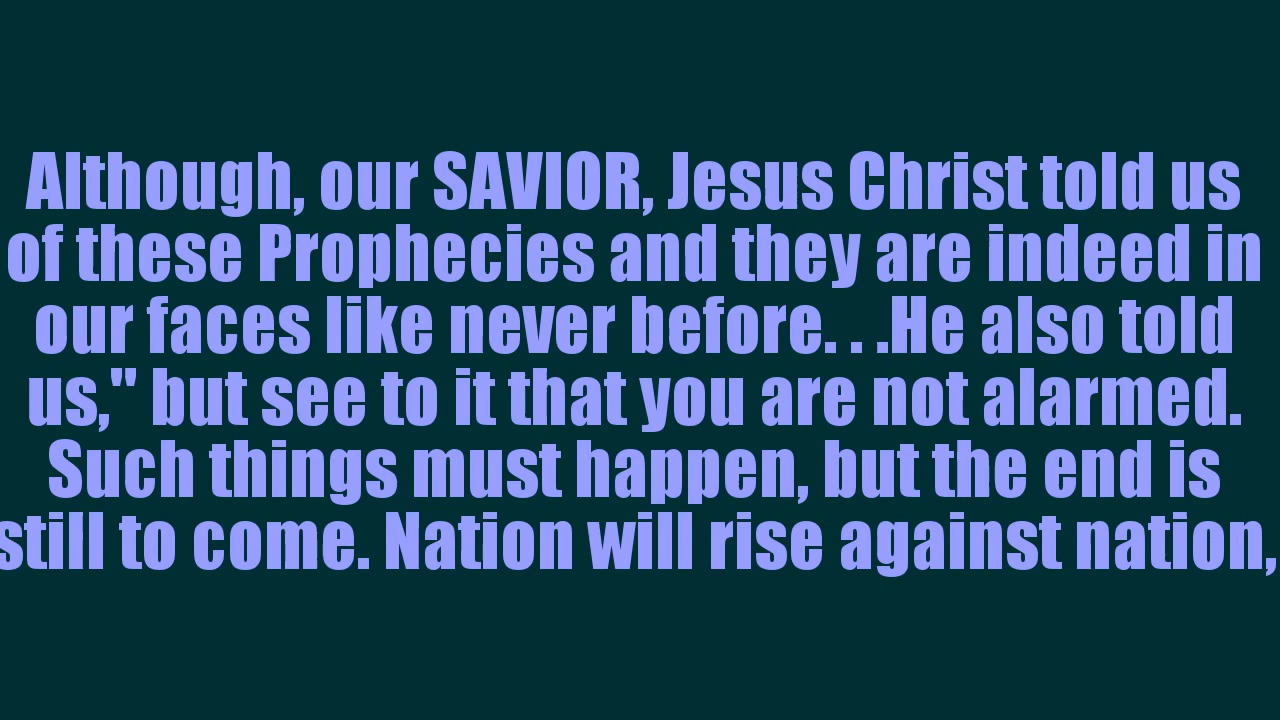 Although, our SAVIOR, Jesus Christ told us
of these Prophecies and they are indeed in
our faces like never before. . .He also told
us," but see to it that you are not alarmed.
Such things must happen, but the end is
still to come. Nation will rise against nation,